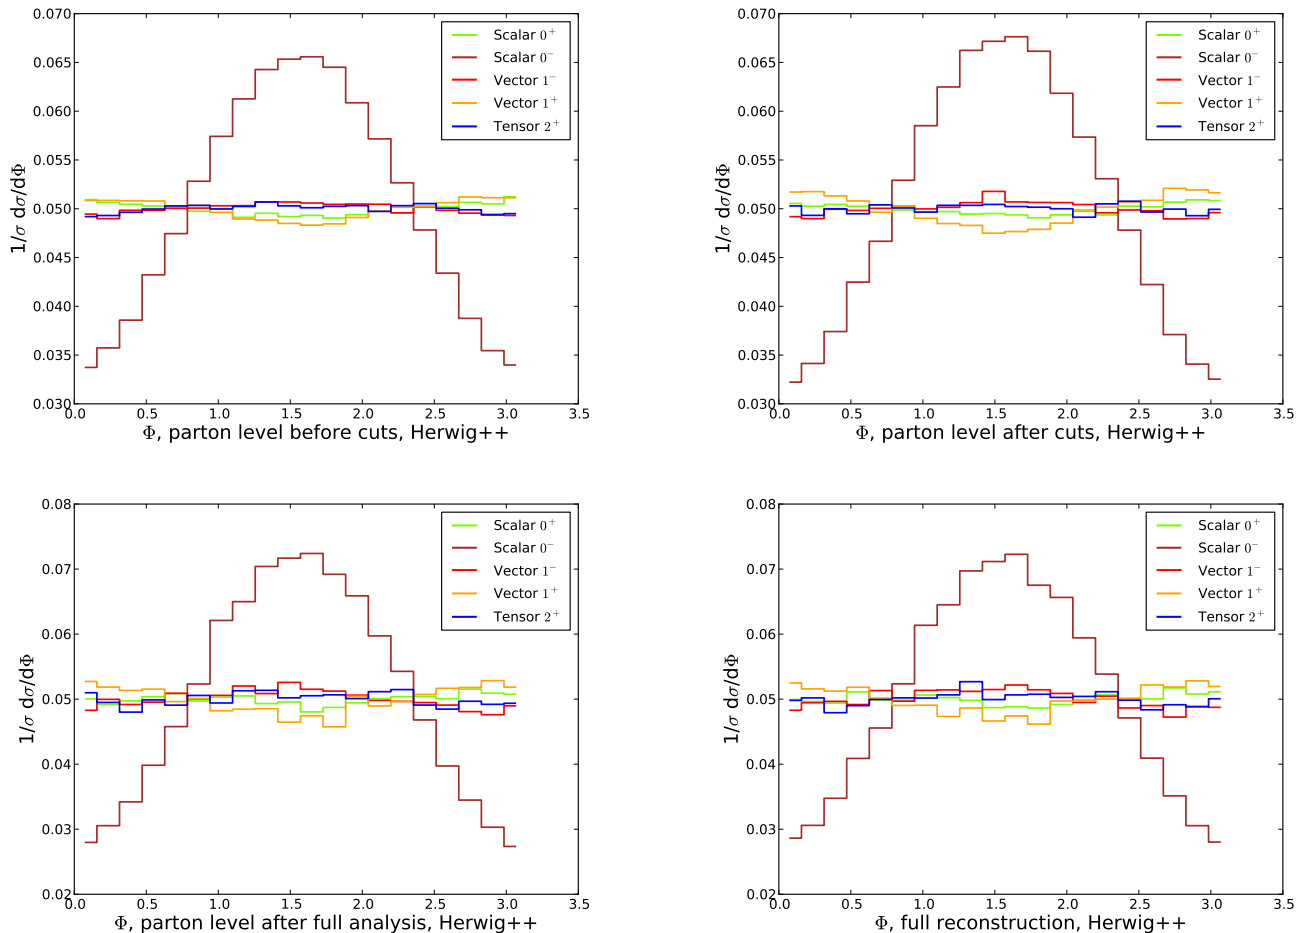 0.070
0.065
0.060
0.055
0.050
0.045
0.040
0.035
0.030
1/σ dσ/dΦ
Scalar 0⁺
Scalar 0⁻
Vector 1⁻
Vector 1⁺
Tensor 2⁺
0.0 0.5 1.0 1.5 2.0 2.5 3.0 3.5
Φ, parton level before cuts, Herwig++
0.070
0.065
0.060
0.055
0.050
0.045
0.040
0.035
0.030
1/σ dσ/dΦ
Scalar 0⁺
Scalar 0⁻
Vector 1⁻
Vector 1⁺
Tensor 2⁺
0.0 0.5 1.0 1.5 2.0 2.5 3.0 3.5
Φ, parton level after cuts, Herwig++
0.08
0.07
0.06
0.05
0.04
0.03
0.02
1/σ dσ/dΦ
Scalar 0⁺
Scalar 0⁻
Vector 1⁻
Vector 1⁺
Tensor 2⁺
0.0 0.5 1.0 1.5 2.0 2.5 3.0 3.5
Φ, parton level after full analysis, Herwig++
0.08
0.07
0.06
0.05
0.04
0.03
0.02
1/σ dσ/dΦ
Scalar 0⁺
Scalar 0⁻
Vector 1⁻
Vector 1⁺
Tensor 2⁺
0.0 0.5 1.0 1.5 2.0 2.5 3.0 3.5
Φ, full reconstruction, Herwig++